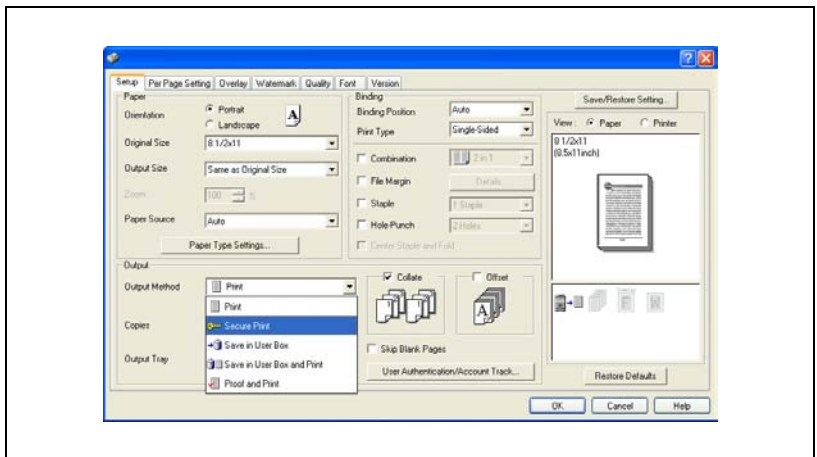 Setup Per Page Setting Overlay Watermark Quality Font Version
Paper
Orientation
Portrait
Landscape
A
Original Size 8 1/2x11
Output Size Same as Original Size
Zoom 100 %
Paper Source Auto
Paper Type Settings...
Binding
Binding Position Auto
Print Type Single-Sided
Combination 2 in 1
File Margin Details...
Staple 1 Staple
Hole-Punch 2 Holes
Center Staple and Fold
Save/Restore Setting...
View : Paper Printer
8 1/2x11
(8.5x11inch)
Output
Output Method Print
Print
Secure Print
Save in User Box
Save in User Box and Print
Proof and Print
Copies
Output Tray
Collate
Offset
A
Skip Blank Pages
User Authentication/Account Track...
Restore Defaults
OK Cancel Help